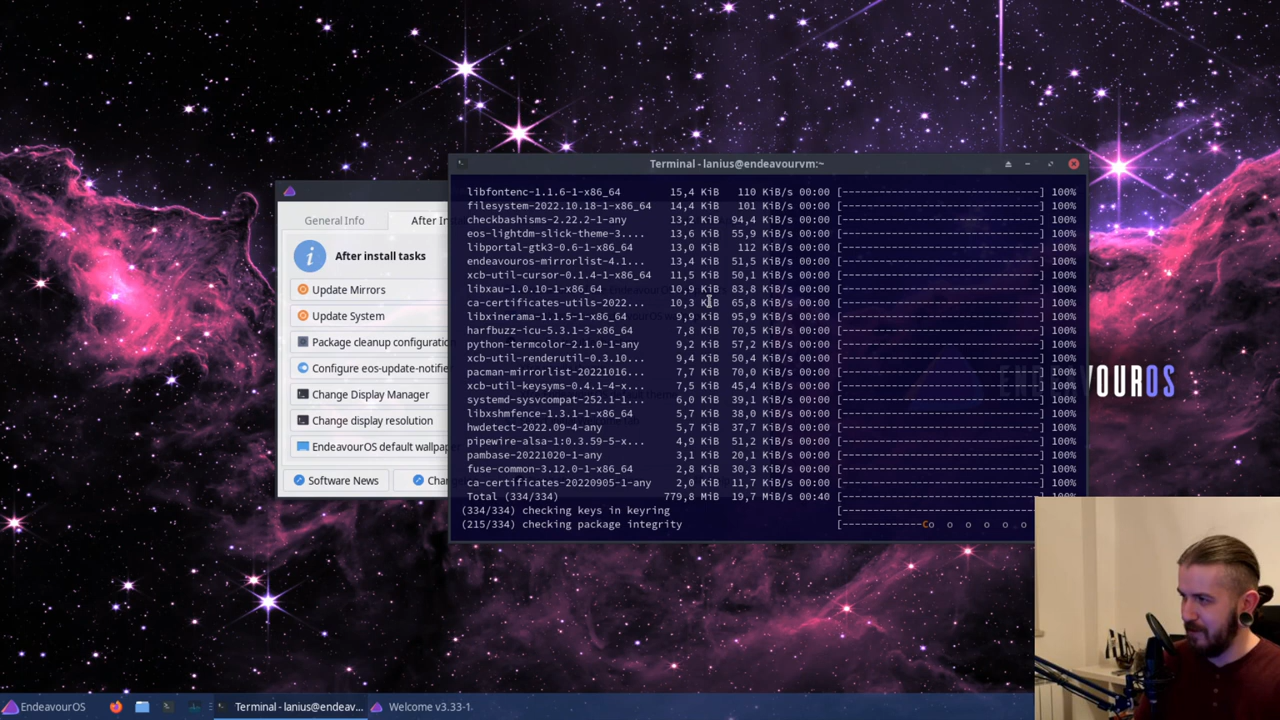 Terminal - lanius@endeavourvm:~
libfontenc-1.1.6-1-x86_64 15,4 KiB 110 KiB/s 00:00 [----------------------------------] 100%
filesystem-2022.10.18-1-x86_64 14,4 KiB 101 KiB/s 00:00 [----------------------------------] 100%
checkbashisms-2.22.2-1-any 13,2 KiB 94,4 KiB/s 00:00 [----------------------------------] 100%
eos-lightdm-slick-theme-3.... 13,6 KiB 55,9 KiB/s 00:00 [----------------------------------] 100%
libportal-gtk3-0.6-1-x86_64 13,0 KiB 112 KiB/s 00:00 [----------------------------------] 100%
endeavouros-mirrorlist-4.1... 13,4 KiB 51,5 KiB/s 00:00 [----------------------------------] 100%
xcb-util-cursor-0.1.4-1-x86_64 11,5 KiB 50,1 KiB/s 00:00 [----------------------------------] 100%
libxau-1.0.10-1-x86_64 10,9 KiB 83,8 KiB/s 00:00 [----------------------------------] 100%
ca-certificates-utils-2022... 10,3 KiB 65,8 KiB/s 00:00 [----------------------------------] 100%
libxinerama-1.1.5-1-x86_64 9,9 KiB 95,9 KiB/s 00:00 [----------------------------------] 100%
harfbuzz-icu-5.3.1-3-x86_64 7,8 KiB 70,5 KiB/s 00:00 [----------------------------------] 100%
python-termcolor-2.1.0-1-any 9,2 KiB 57,2 KiB/s 00:00 [----------------------------------] 100%
xcb-util-renderutil-0.3.10... 9,4 KiB 50,4 KiB/s 00:00 [----------------------------------] 100%
pacman-mirrorlist-20221016... 7,7 KiB 70,0 KiB/s 00:00 [----------------------------------] 100%
xcb-util-keysyms-0.4.1-4-x... 7,5 KiB 45,4 KiB/s 00:00 [----------------------------------] 100%
systemd-sysvcompat-252.1-1... 6,0 KiB 39,1 KiB/s 00:00 [----------------------------------] 100%
libxshmfence-1.3.1-1-x86_64 5,7 KiB 38,0 KiB/s 00:00 [----------------------------------] 100%
hwdetect-2022.09-4-any 5,7 KiB 37,7 KiB/s 00:00 [----------------------------------] 100%
pipewire-alsa-1:0.3.59-5-x... 4,9 KiB 51,2 KiB/s 00:00 [----------------------------------] 100%
pambase-20221020-1-any 3,1 KiB 20,1 KiB/s 00:00 [----------------------------------] 100%
fuse-common-3.12.0-1-x86_64 2,8 KiB 30,3 KiB/s 00:00 [----------------------------------] 100%
ca-certificates-20220905-1-any 2,0 KiB 11,7 KiB/s 00:00 [----------------------------------] 100%
Total (334/334) 779,8 MiB 19,7 MiB/s 00:40 [----------------------------------] 100%
(334/334) checking keys in keyring [----------------------------------
(215/334) checking package integrity [--------------Co o o o o o
General Info
After In
After install tasks
Update Mirrors
Update System
Package cleanup configuratio
Configure eos-update-notifie
Change Display Manager
Change display resolution
EndeavourOS default wallpap
Software News
Chan
VOUROS
EndeavourOS
Terminal - lanius@endeav...
Welcome v3.33-1